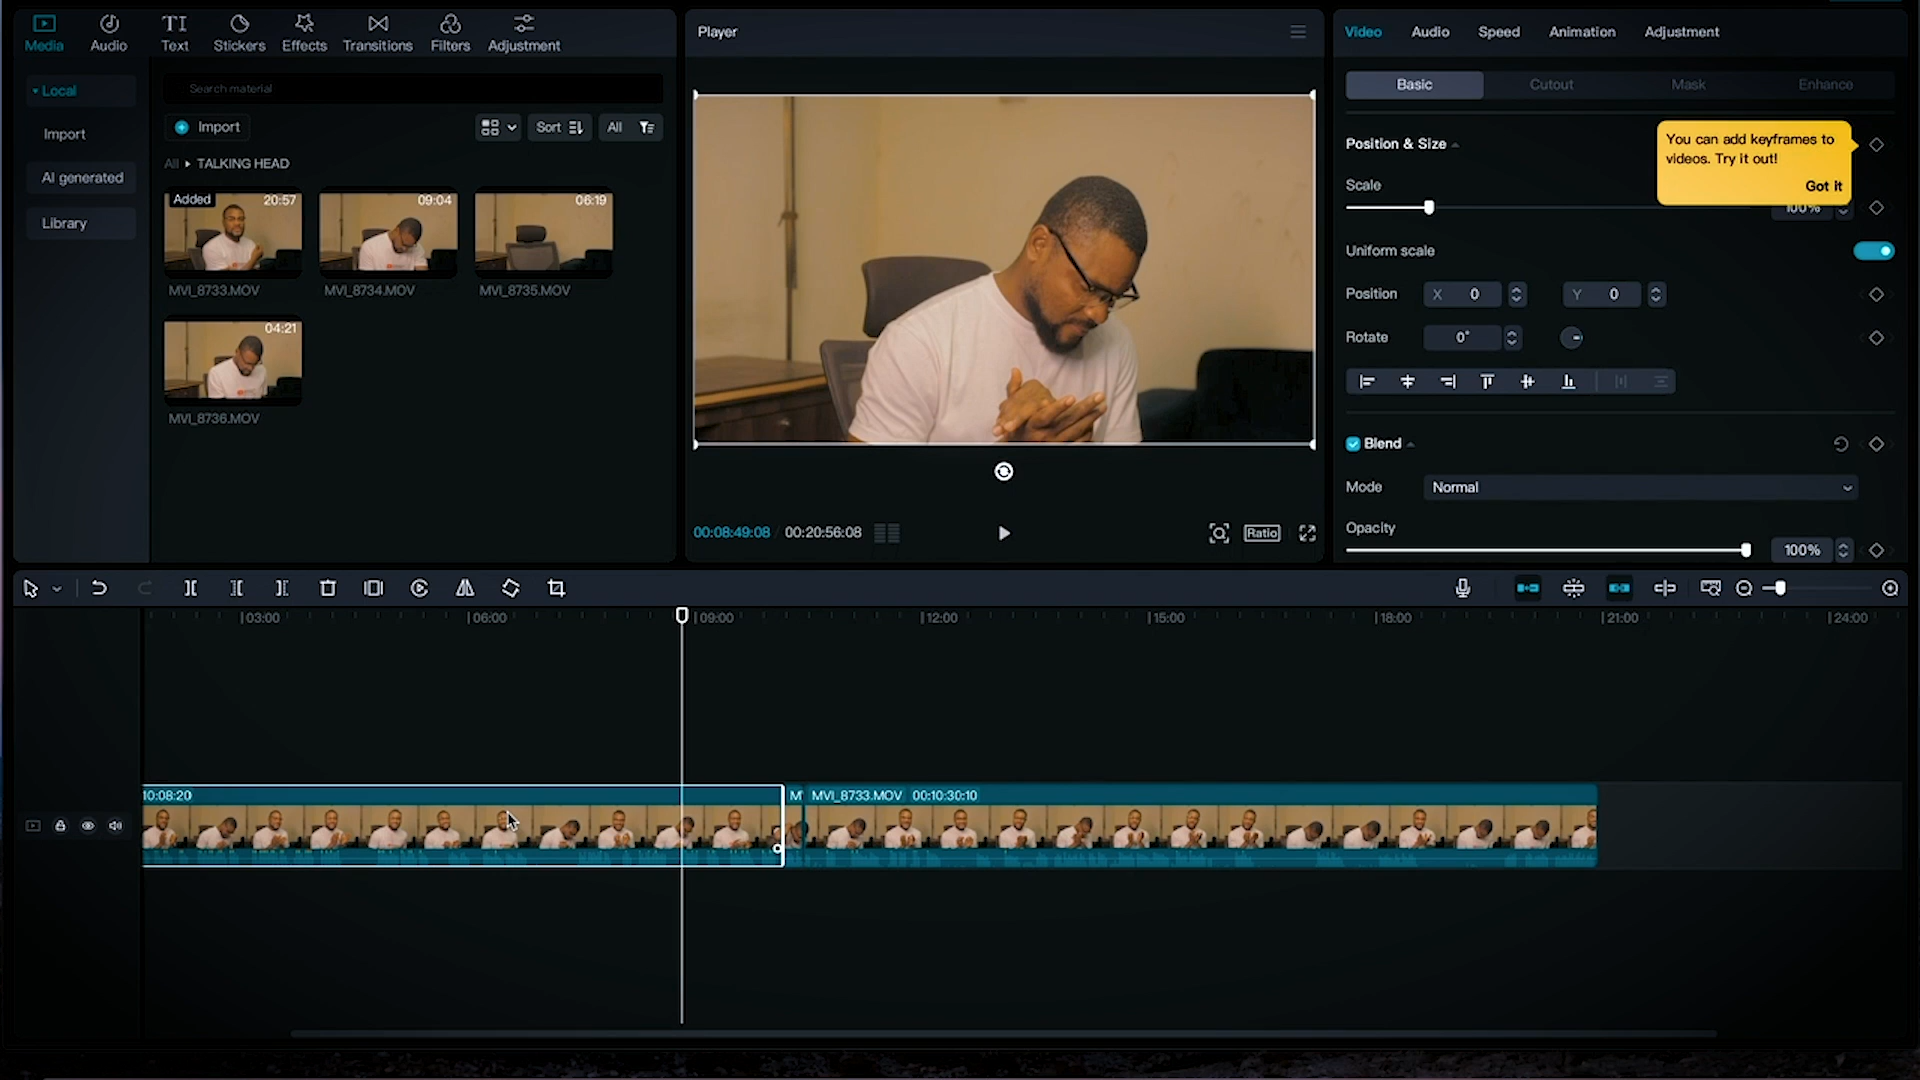 Media
Audio
Text
Stickers
Effects
Transitions
Filters
Adjustment
Local
Import
AI generated
Library
Search material
Import
Sort
All
All ▸ TALKING HEAD
Added 20:57
09:04
06:19
MVI_8733.MOV
MVI_8734.MOV
MVI_8735.MOV
04:21
MVI_8736.MOV
Player
00:08:49:08 / 00:20:56:08
Ratio
Video
Audio
Speed
Animation
Adjustment
Basic
Cutout
Mask
Enhance
Position & Size
You can add keyframes to
videos. Try it out!
Got it
Scale
100%
Uniform scale
Position X 0 Y 0
Rotate 0°
Blend
Mode Normal
Opacity
100%
03:00
06:00
09:00
12:00
15:00
18:00
21:00
24:00
10:08:20
M
MVI_8733.MOV 00:10:30:10